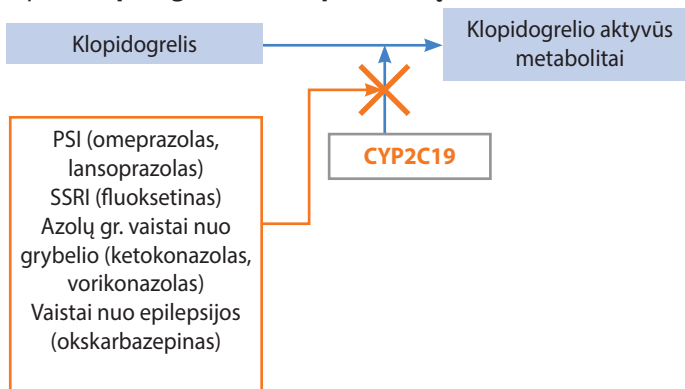 Klopidogrelis
Klopidogrelio aktyvūs
metabolitai
PSI (omeprazolas,
lansoprazolas)
SSRI (fluoksetinas)
Azolų gr. vaistai nuo
grybelio (ketokonazolas,
vorikonazolas)
Vaistai nuo epilepsijos
(okskarbazepinas)
CYP2C19